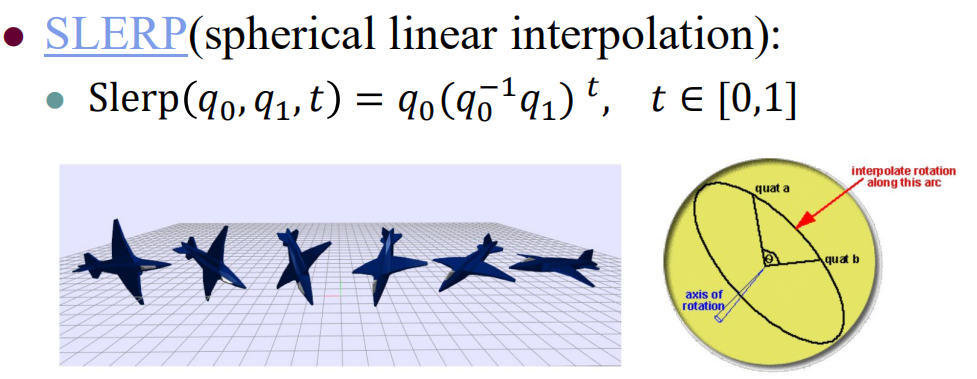 SLERP(spherical linear interpolation):
Slerp(q₀, q₁, t) = q₀(q₀⁻¹q₁)ᵗ, t ∈ [0,1]
interpolate rotation
along this arc
quat a
θ
quat b
axis of
rotation